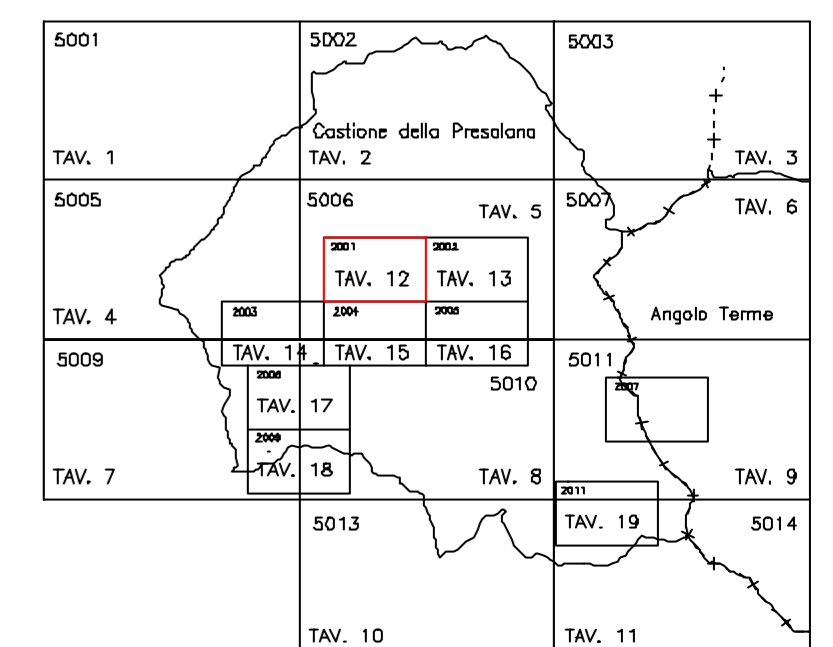 5001
5002
5003
Castione della Presolana
TAV. 1
TAV. 2
TAV. 3
5005
5006
TAV. 5
5007
TAV. 6
2001
2002
TAV. 12
TAV. 13
TAV. 4
2003
2004
2005
Angolo Terme
TAV. 14
TAV. 15
TAV. 16
5009
5010
5011
2006
2007
TAV. 17
2009
TAV. 18
TAV. 7
TAV. 8
TAV. 9
2011
5013
TAV. 19
5014
TAV. 10
TAV. 11